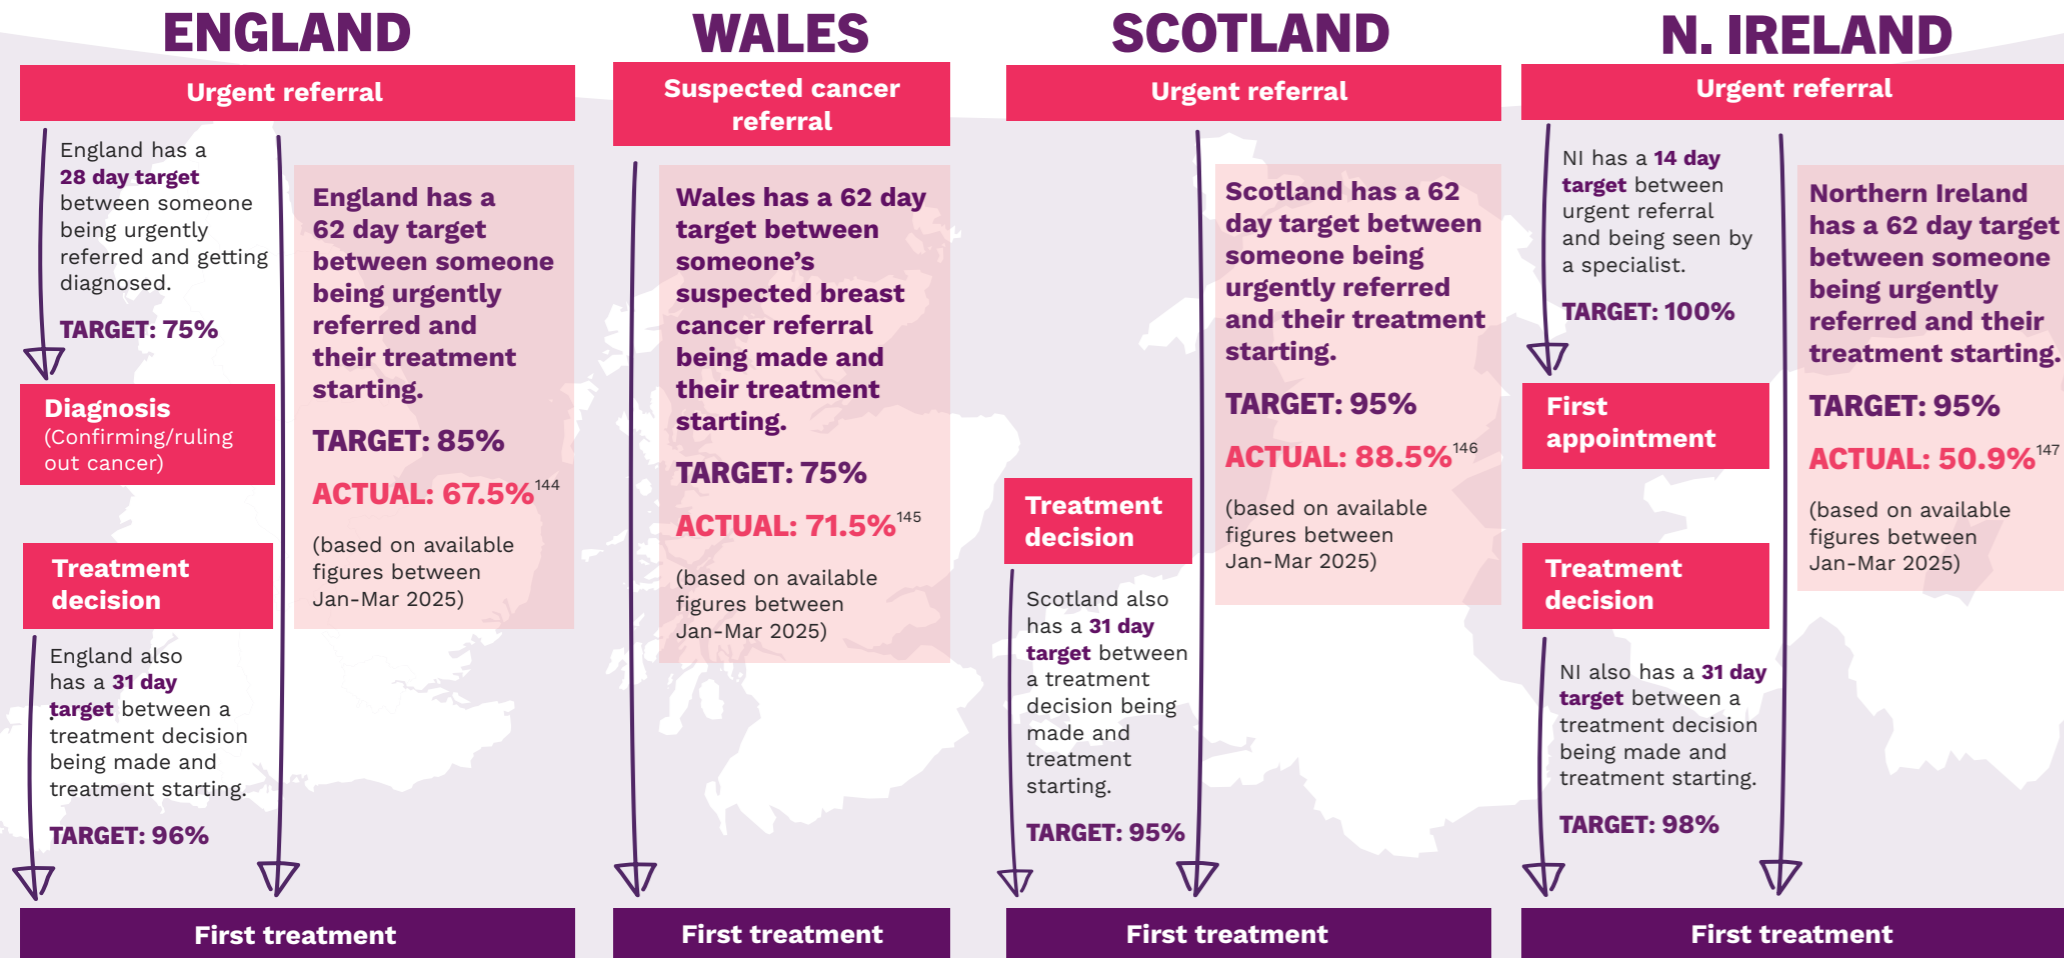 ENGLAND
Urgent referral
England has a
28 day target
between someone
being urgently
referred and getting
diagnosed.
TARGET: 75%
Diagnosis
(Confirming/ruling
out cancer)
Treatment
decision
England also
has a 31 day
target between a
treatment decision
being made and
treatment starting.
TARGET: 96%
England has a
62 day target
between someone
being urgently
referred and
their treatment
starting.
TARGET: 85%
ACTUAL: 67.5%144
(based on available
figures between
Jan-Mar 2025)
First treatment
WALES
Suspected cancer
referral
Wales has a 62 day
target between
someone’s
suspected breast
cancer referral
being made and
their treatment
starting.
TARGET: 75%
ACTUAL: 71.5%145
(based on available
figures between
Jan-Mar 2025)
First treatment
SCOTLAND
Urgent referral
Treatment
decision
Scotland also
has a 31 day
target between
a treatment
decision being
made and
treatment
starting.
TARGET: 95%
Scotland has a 62
day target between
someone being
urgently referred
and their treatment
starting.
TARGET: 95%
ACTUAL: 88.5%146
(based on available
figures between
Jan-Mar 2025)
First treatment
N. IRELAND
Urgent referral
NI has a 14 day
target between
urgent referral
and being seen by
a specialist.
TARGET: 100%
First
appointment
Treatment
decision
NI also has a 31 day
target between a
treatment decision
being made and
treatment starting.
TARGET: 98%
Northern Ireland
has a 62 day target
between someone
being urgently
referred and their
treatment starting.
TARGET: 95%
ACTUAL: 50.9%147
(based on available
figures between
Jan-Mar 2025)
First treatment